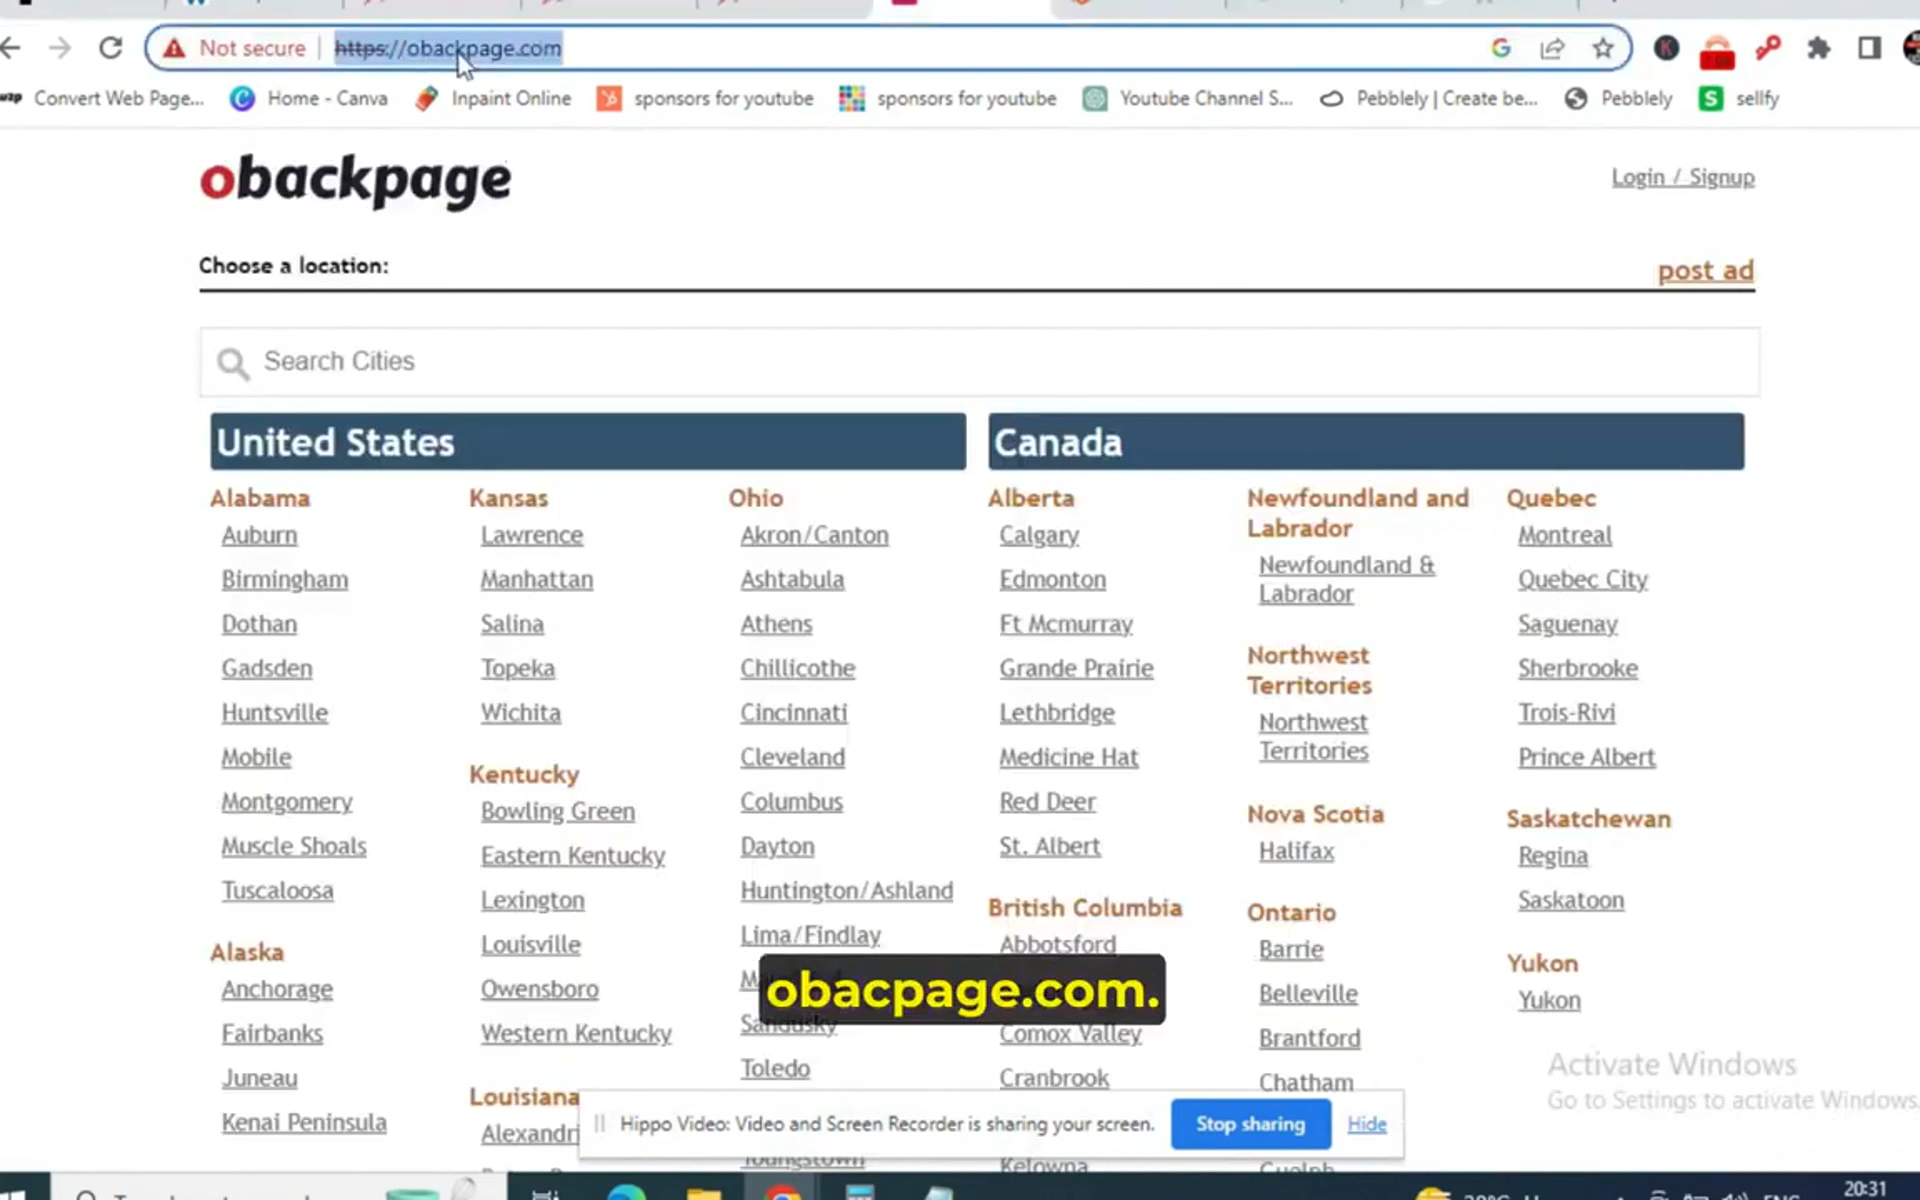 Not secure | https://obackpage.com
Convert Web Page... Home - Canva Inpaint Online sponsors for youtube sponsors for youtube Youtube Channel S... Pebblely | Create be... Pebblely sellfy
obackpage
Login / Signup
Choose a location:
post ad
Search Cities
United States
Alabama
Auburn
Birmingham
Dothan
Gadsden
Huntsville
Mobile
Montgomery
Muscle Shoals
Tuscaloosa
Alaska
Anchorage
Fairbanks
Juneau
Kenai Peninsula
Kansas
Lawrence
Manhattan
Salina
Topeka
Wichita
Kentucky
Bowling Green
Eastern Kentucky
Lexington
Louisville
Owensboro
Western Kentucky
Louisiana
Alexandri
Ohio
Akron/Canton
Ashtabula
Athens
Chillicothe
Cincinnati
Cleveland
Columbus
Dayton
Huntington/Ashland
Lima/Findlay
Sandusky
Toledo
Youngstown
Canada
Alberta
Calgary
Edmonton
Ft Mcmurray
Grande Prairie
Lethbridge
Medicine Hat
Red Deer
St. Albert
British Columbia
Abbotsford
Comox Valley
Cranbrook
Kelowna
Newfoundland and
Labrador
Newfoundland &
Labrador
Northwest
Territories
Northwest
Territories
Nova Scotia
Halifax
Ontario
Barrie
Belleville
Brantford
Chatham
Guelph
Quebec
Montreal
Quebec City
Saguenay
Sherbrooke
Trois-Rivi
Prince Albert
Saskatchewan
Regina
Saskatoon
Yukon
Yukon
obacpage.com.
Activate Windows
Go to Settings to activate Windows.
Hippo Video: Video and Screen Recorder is sharing your screen. Stop sharing Hide
20:31